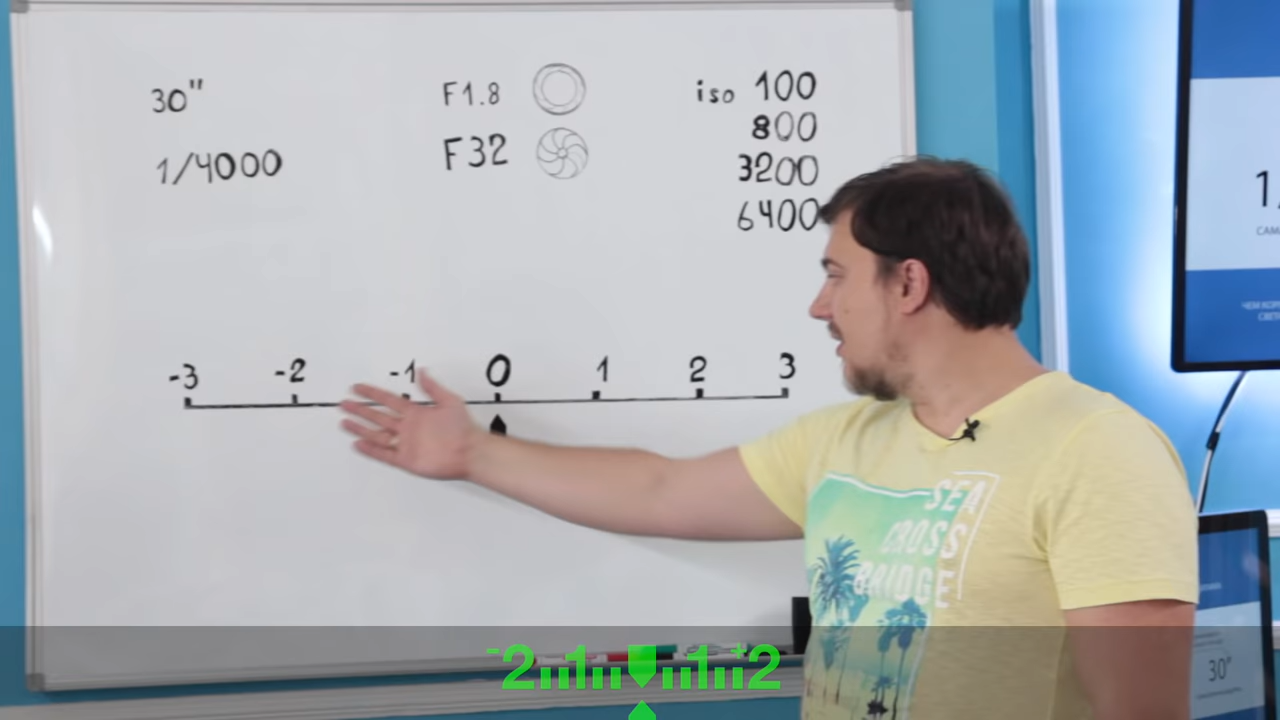 30"
1/4000
F1.8
F32
iso 100
800
3200
6400
-3 -2 -1 0 1 2 3
SEA
CROSS
BRIDGE
1/
30"
-2 1 1 +2